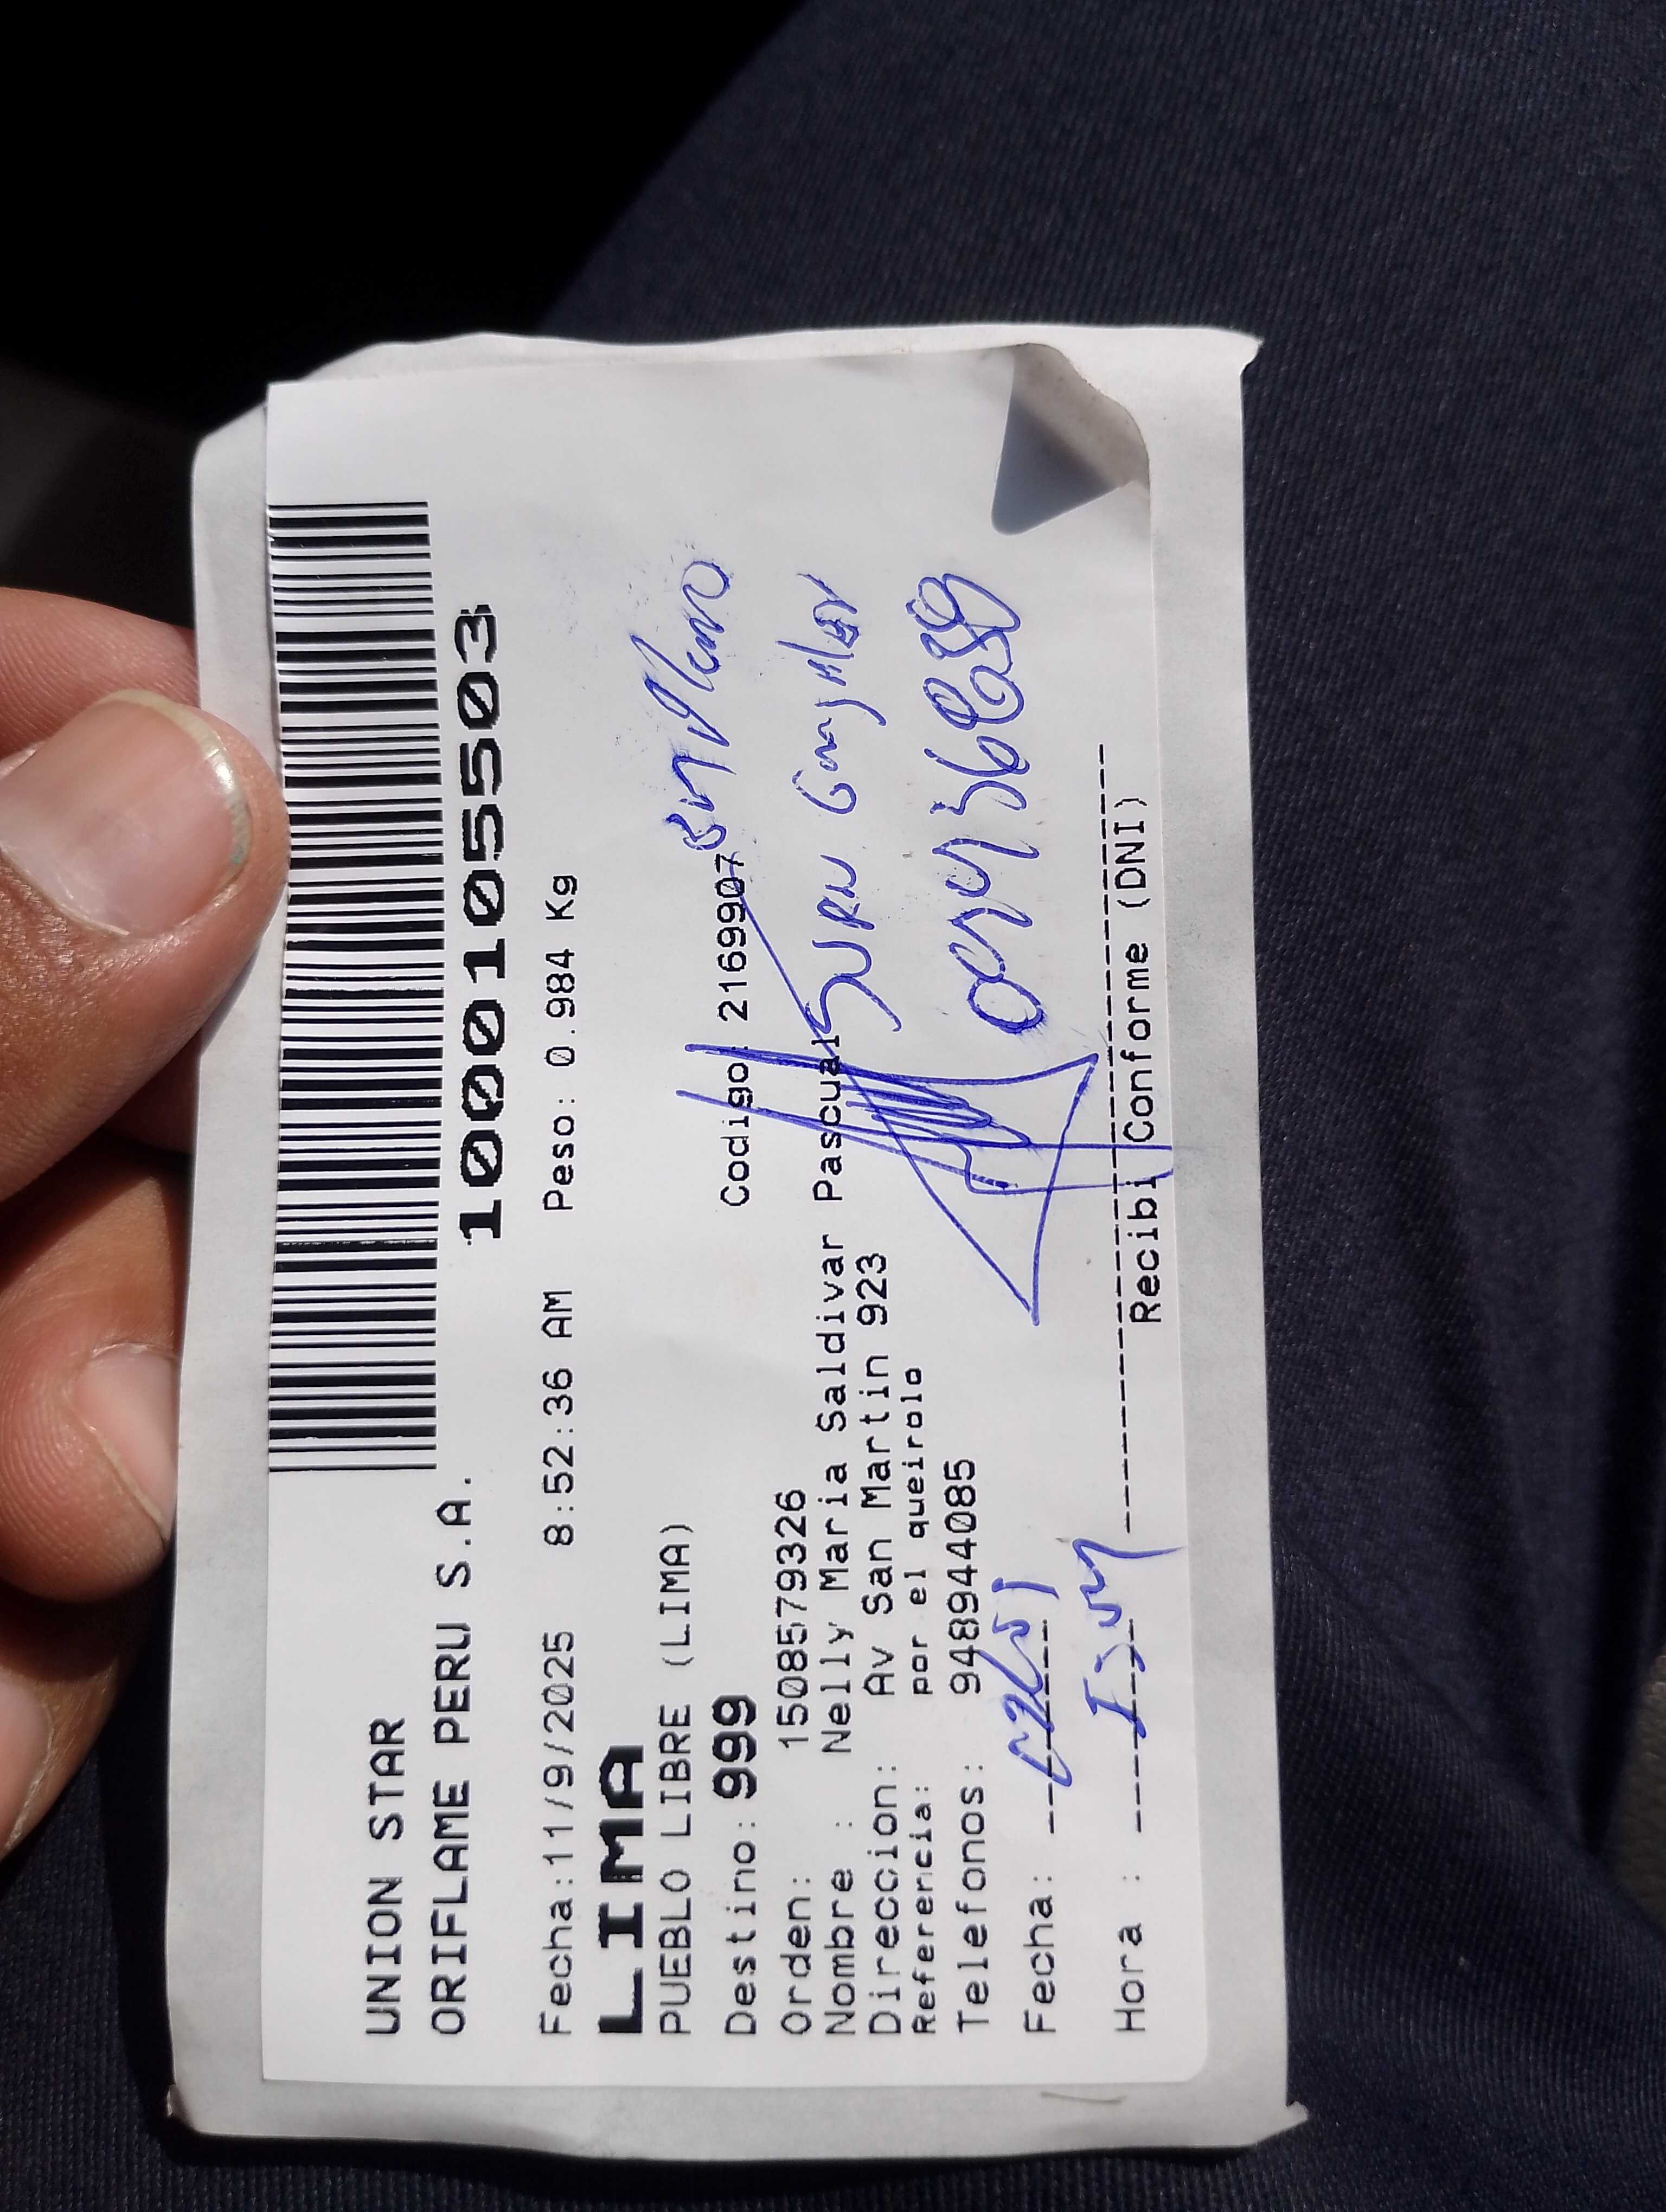 UNION STAR
ORIFLAME PERU S.A.
1000105503
Fecha:11/9/2025 8:52:36 AM Peso: 0.984 Kg
LIMA
PUEBLO LIBRE (LIMA)
Destino: 999 Codigo: 2169907
Orden: 1508579326
Nombre : Nelly Maria Saldivar Pascual
Direccion: Av San Martin 923
Referencia: por el queirolo
Telefonos: 948944085
Fecha:
Hora :
Recibi Conforme (DNI)